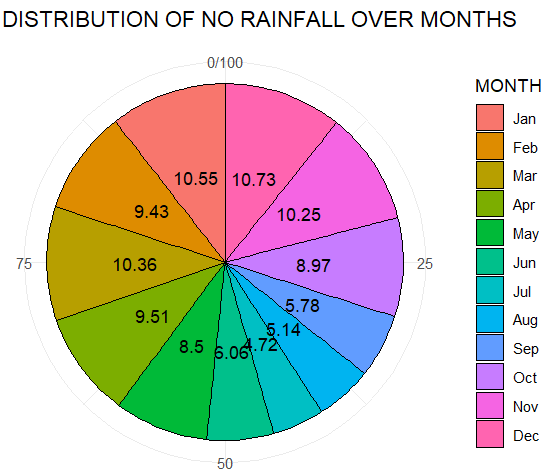 DISTRIBUTION OF NO RAINFALL OVER MONTHS
0/100
25
50
75
10.55
10.73
9.43
10.25
10.36
8.97
9.51
5.78
8.5
6.06
4.72
5.14
MONTH
Jan
Feb
Mar
Apr
May
Jun
Jul
Aug
Sep
Oct
Nov
Dec